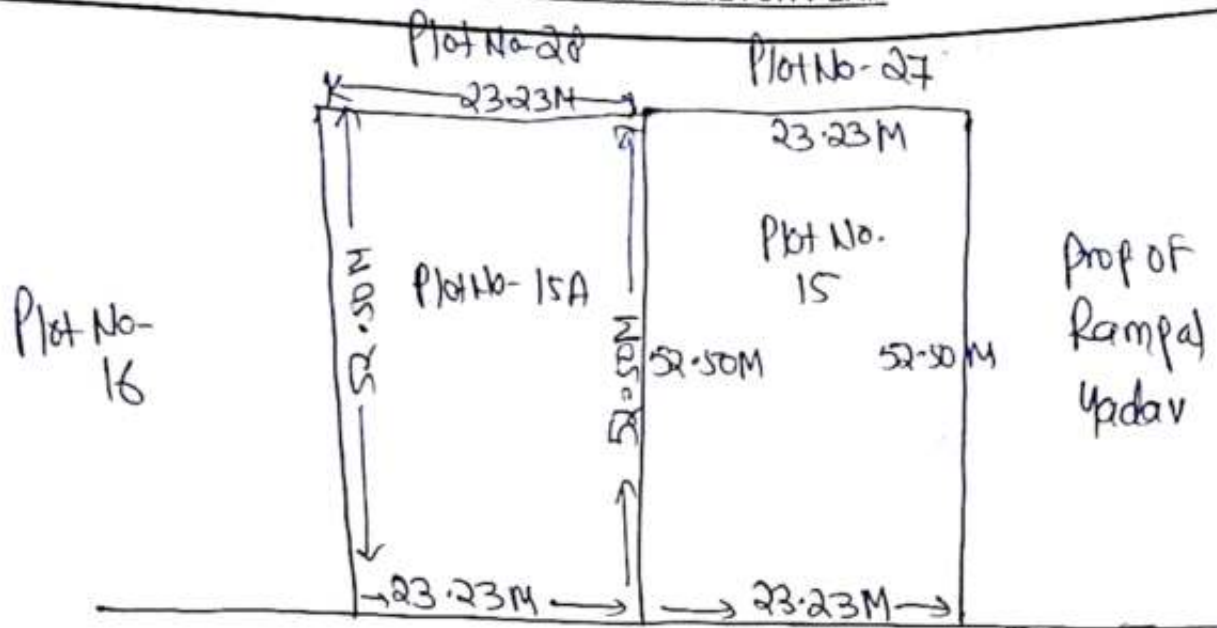 Plot No-28
Plot No-27
23.23M
23.23M
Plot No-
16
52.50M
Plot No-15A
52.50M
Plot No.
15
52.50M
52.50M
Prop of
Rampal
Yadav
23.23M
23.23M